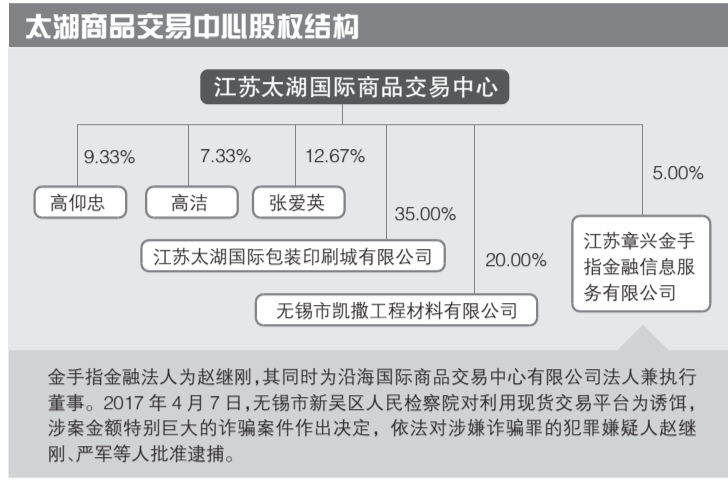 太湖商品交易中心股权结构
江苏太湖国际商品交易中心
9.33%
7.33%
12.67%
5.00%
高仰忠
高洁
张爱英
35.00%
江苏太湖国际包装印刷城有限公司
20.00%
江苏章兴金手
指金融信息服
务有限公司
无锡市凯撒工程材料有限公司
金手指金融法人为赵继刚,其同时为沿海国际商品交易中心有限公司法人兼执行
董事。2017 年 4 月 7 日,无锡市新吴区人民检察院对利用现货交易平台为诱饵,
涉案金额特别巨大的诈骗案件作出决定，依法对涉嫌诈骗罪的犯罪嫌疑人赵继
刚、严军等人批准逮捕。